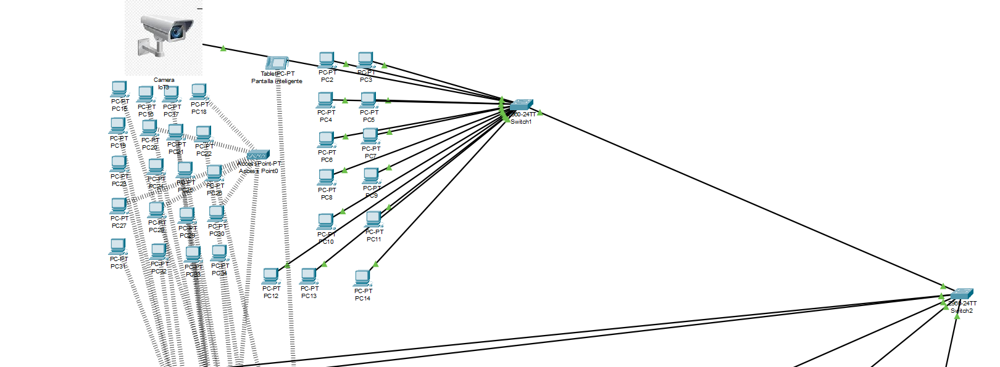 Camera
IoT3
TabletPC-PT
Pantalla inteligente
PC-PT
PC2
PC-PT
PC3
PC-PT
PC-PT
PC16
PC-PT
PC17
PC-PT
PC18
PC-PT
PC4
PC-PT
PC5
Switch1
PC-PT
PC19
PC-PT
PC20
PC-PT
PC21
PC-PT
PC22
PC-PT
PC6
PC-PT
PC7
AccessPoint-PT
Access Point0
PC-PT
PC23
PC-PT
PC24
PC-PT
PC25
PC-PT
PC26
PC-PT
PC8
PC-PT
PC9
PC-PT
PC27
PC-PT
PC28
PC-PT
PC29
PC-PT
PC30
PC-PT
PC10
PC-PT
PC11
PC-PT
PC31
PC-PT
PC32
PC-PT
PC33
PC-PT
PC34
PC-PT
PC12
PC-PT
PC13
PC-PT
PC14
2960-24TT
Switch2